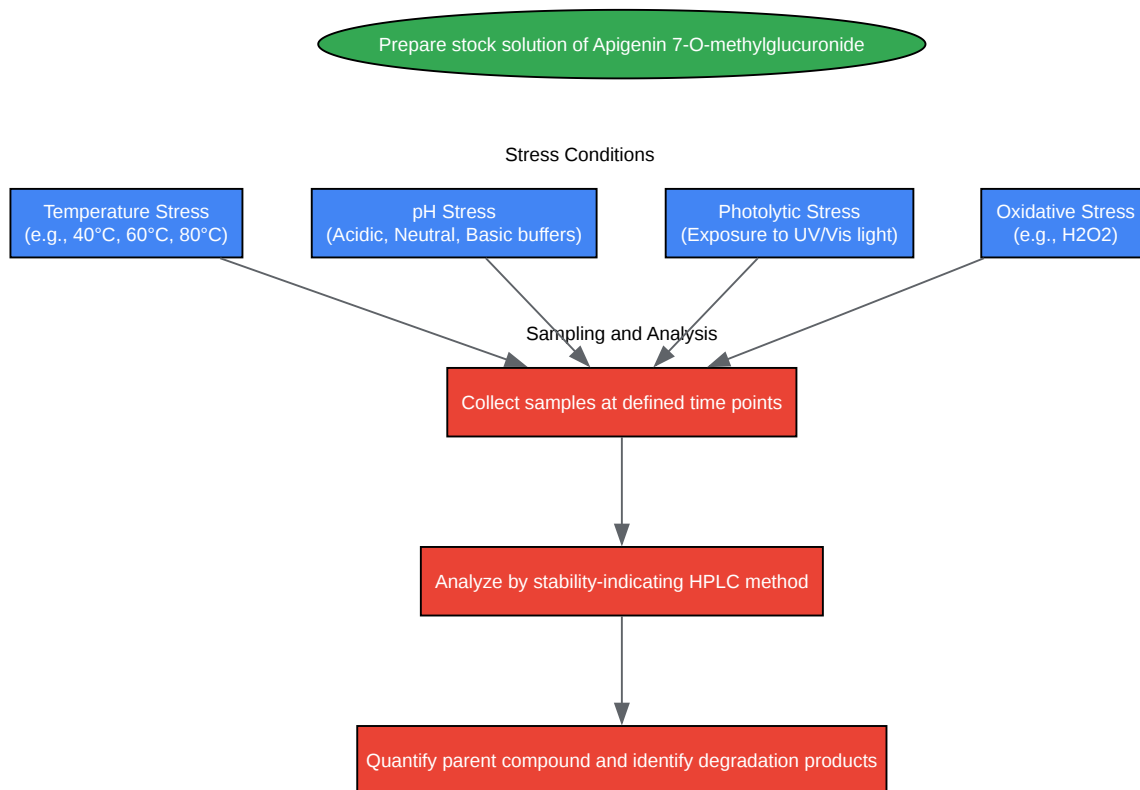 Prepare stock solution of Apigenin 7-O-methylglucuronide
Stress Conditions
Temperature Stress
(e.g., 40°C, 60°C, 80°C)
pH Stress
(Acidic, Neutral, Basic buffers)
Photolytic Stress
(Exposure to UV/Vis light)
Oxidative Stress
(e.g., H2O2)
Sampling and Analysis
Collect samples at defined time points
Analyze by stability-indicating HPLC method
Quantify parent compound and identify degradation products